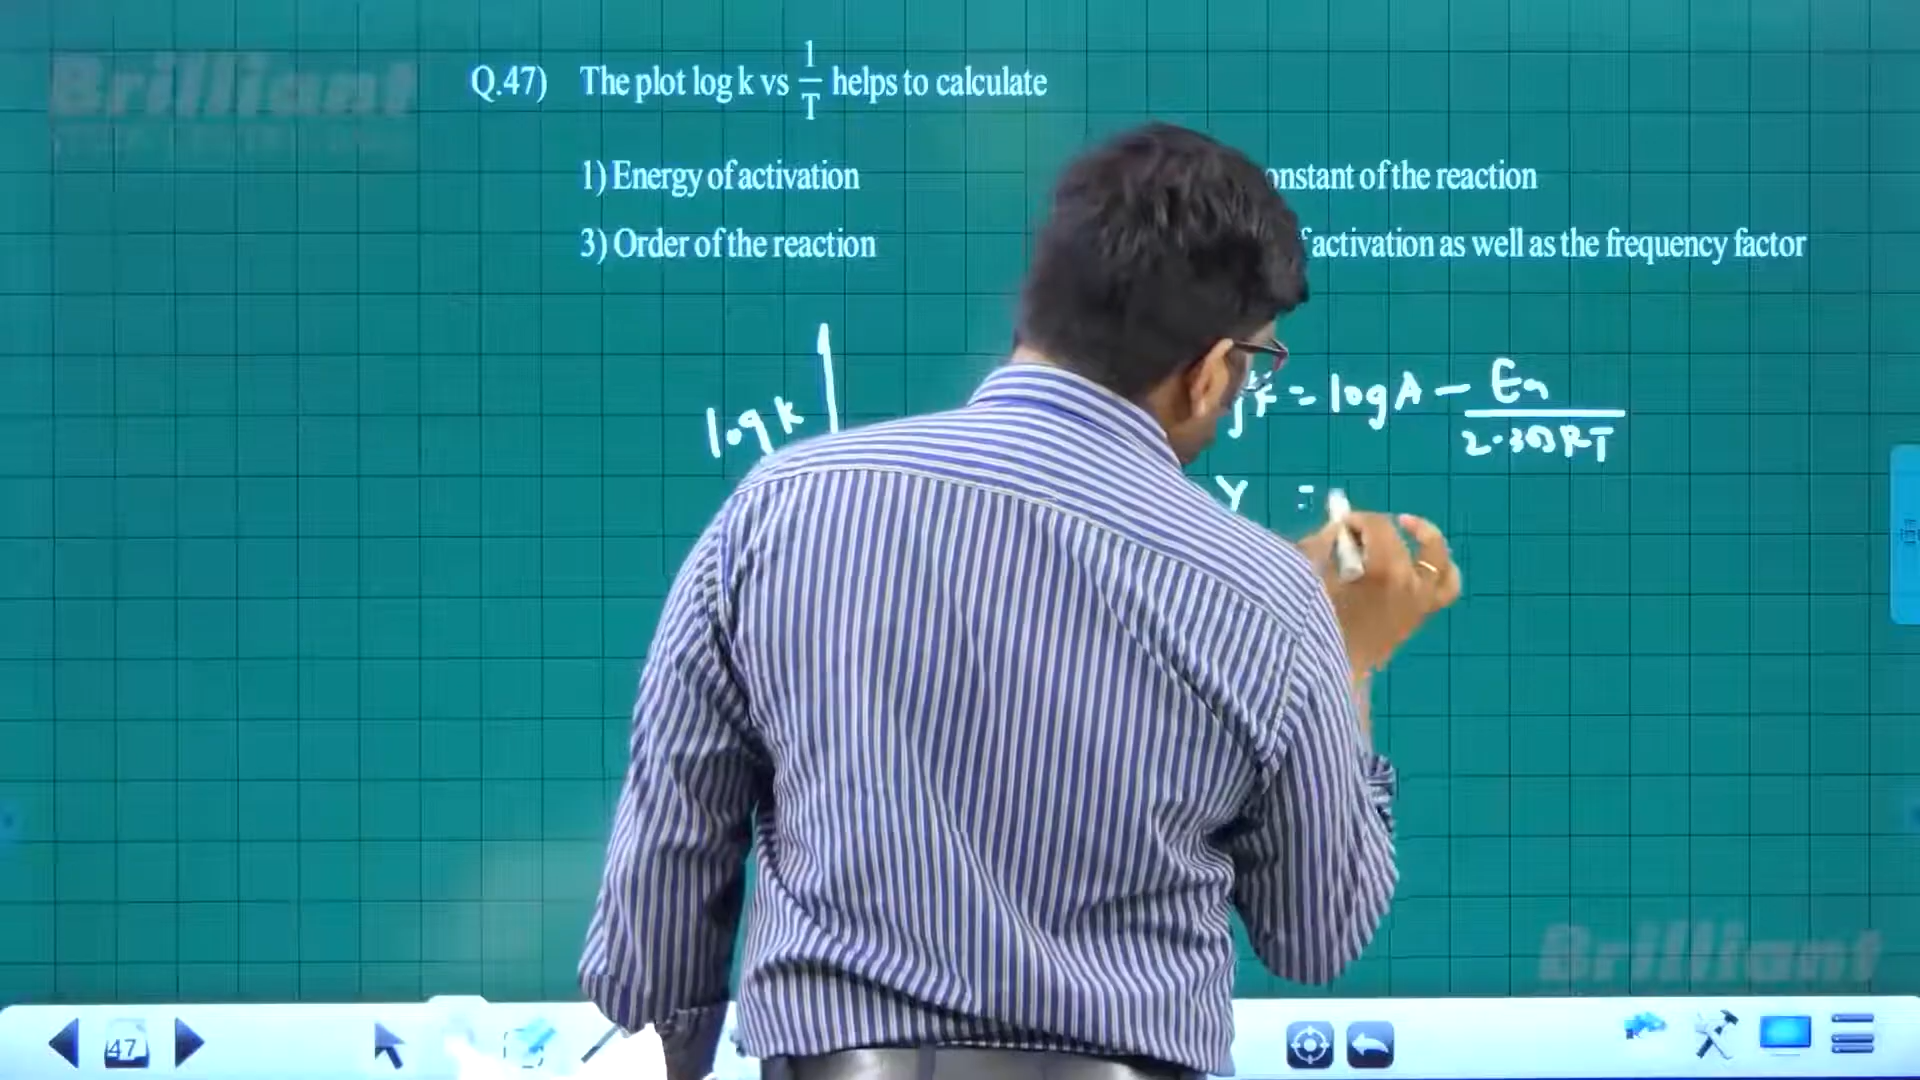 Brilliant
Q.47) The plot log k vs 1/T helps to calculate
1) Energy of activation
onstant of the reaction
3) Order of the reaction
f activation as well as the frequency factor
log k
k = log A - Ea / 2.303RT
Y =
Brilliant
47